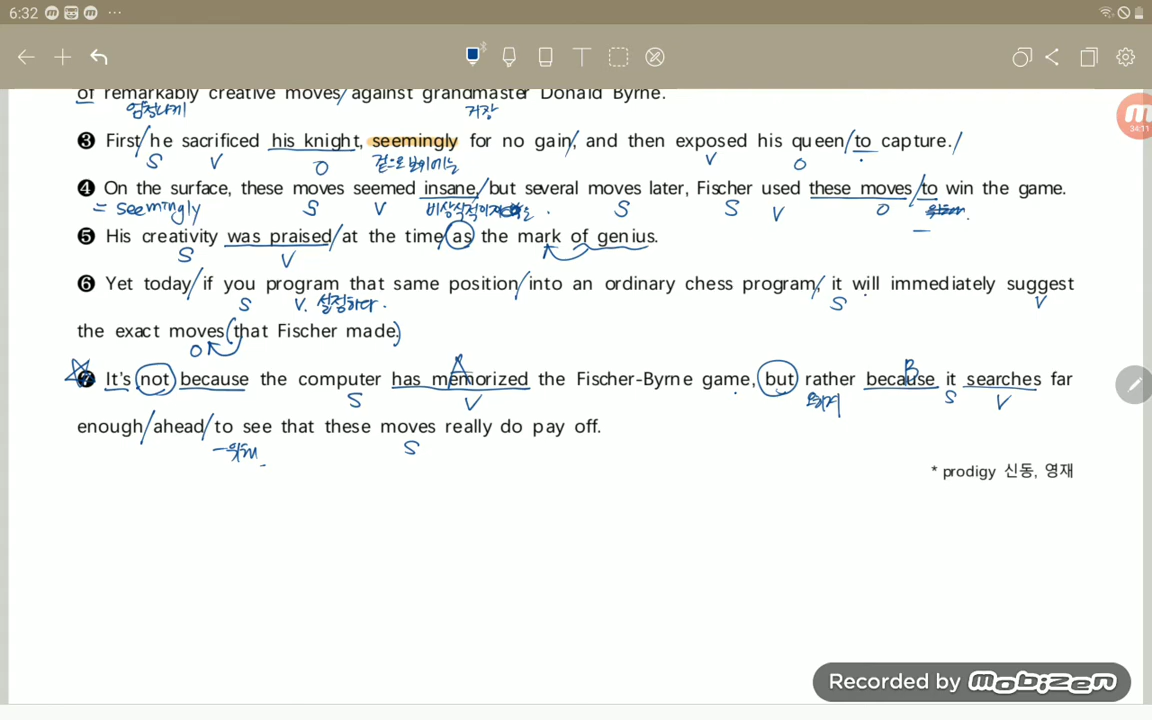 6:32
of remarkably creative moves/ against grandmaster Donald Byrne.
엄청나게 거장
❸ First/ he sacrificed his knight, seemingly for no gain/, and then exposed his queen/ to capture./
S V O 겉으로 보기에는 V O
❹ On the surface, these moves seemed insane,/ but several moves later, Fischer used these moves/ to win the game.
= seemingly S V S S V O
❺ His creativity was praised/ at the time/ as the mark of genius.
S V
❻ Yet today/ if you program that same position/ into an ordinary chess program/, it will immediately suggest
S V. 설정하다. S V
the exact moves (that Fischer made.)
O
A B
❼ It's not because the computer has memorized the Fischer-Byrne game, but rather because it searches far
S V 오히려 S V
enough/ ahead/ to see that these moves really do pay off.
S
* prodigy 신동, 영재
34:11
Recorded by mobizen